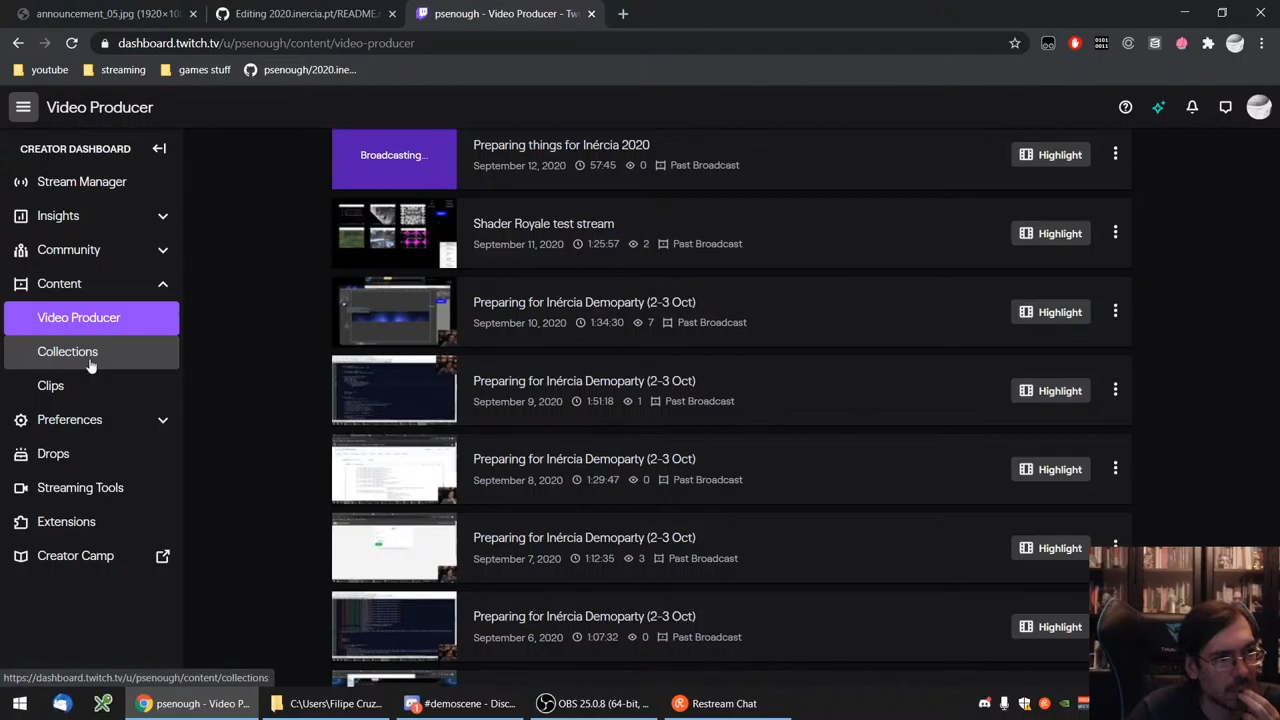 announcement_05.jpg (1920×10
Editing 2020.inercia.pt/README.
psenough - Video Producer - Twi
dashboard.twitch.tv/u/psenough/content/video-producer
youtube
streaming
games stuff
psenough/2020.ine...
Video Producer
CREATOR DASHBOARD
Stream Manager
Insights
Community
Content
Video Producer
Collections
Clips
Preferences
Drops
Streaming Tools
Extensions
Creator Camp
Broadcasting...
Preparing things for Inércia 2020
September 12, 2020 57:45 0 Past Broadcast
Highlight
Sheeler Performance Jam
September 11, 2020 1:25:57 2 Past Broadcast
Highlight
Preparing for Inércia Demoparty (2-3 Oct)
September 10, 2020 1:34:30 7 Past Broadcast
Highlight
Preparing for Inércia Demoparty (2-3 Oct)
September 9, 2020 1:51:18 1 Past Broadcast
Highlight
Preparing for Inércia Demoparty (2-3 Oct)
September 8, 2020 1:29:47 2 Past Broadcast
Highlight
Preparing for Inércia Demoparty (2-3 Oct)
September 7, 2020 1:12:35 3 Past Broadcast
Highlight
Preparing for Inércia Demoparty (2-3 Oct)
September 6, 2020 1:07:32 0 Past Broadcast
Highlight
https://dashboard.twitch.tv/u/psenough/content/collections
psenough - Video P...
C:\Users\Filipe Cruz...
#demoscene - Disc...
OBS 25.0.8 (64-bit, ...
Restream Chat